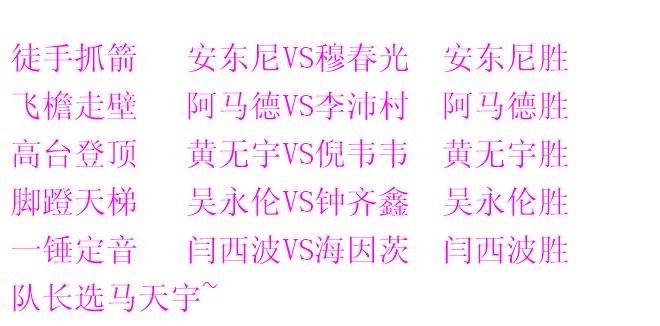 徒手抓箭 安东尼VS穆春光 安东尼胜
飞檐走壁 阿马德VS李沛村 阿马德胜
高台登顶 黄无宇VS倪韦韦 黄无宇胜
脚蹬天梯 吴永伦VS钟齐鑫 吴永伦胜
一锤定音 闫西波VS海因茨 闫西波胜
队长选马天宇~